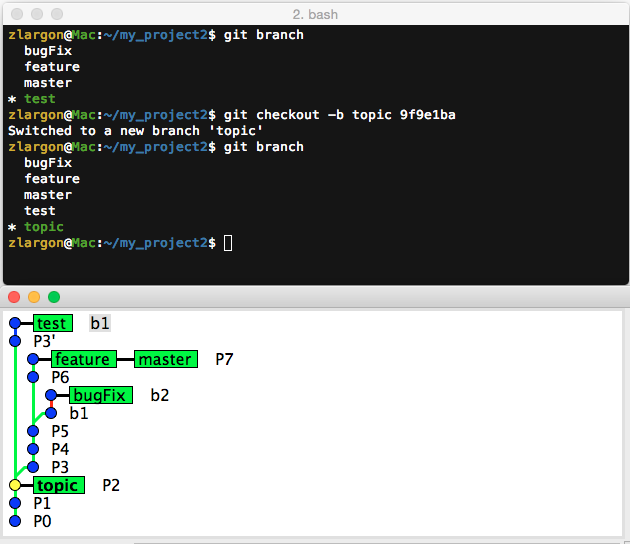 2. bash
zlargon@Mac:~/my_project2$ git branch
bugFix
feature
master
* test
zlargon@Mac:~/my_project2$ git checkout -b topic 9f9e1ba
Switched to a new branch 'topic'
zlargon@Mac:~/my_project2$ git branch
bugFix
feature
master
test
* topic
zlargon@Mac:~/my_project2$
test b1
P3'
feature master P7
P6
bugFix b2
b1
P5
P4
P3
topic P2
P1
P0